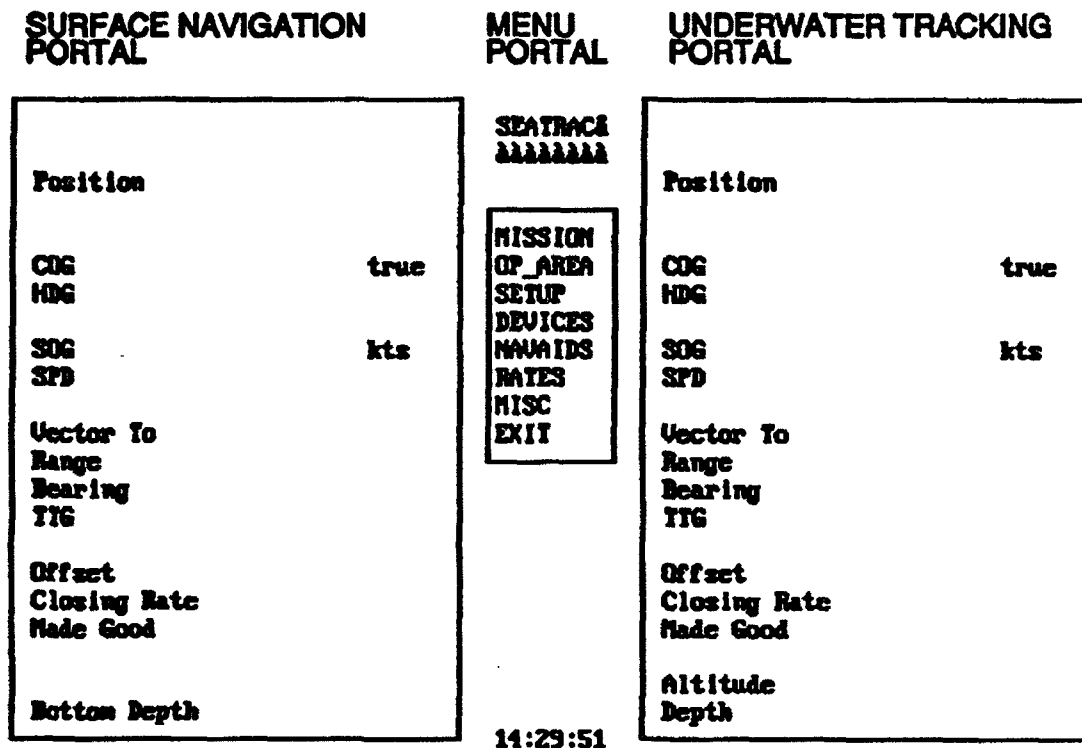 SURFACE NAVIGATION
PORTAL
Position
COG true
HDG
SOG kts
SPD
Vector To
Range
Bearing
TTG
Offset
Closing Rate
Made Good
Bottom Depth
MENU
PORTAL
SEATRAC&
àààààààà
MISSION
OP_AREA
SETUP
DEVICES
NAVAIDS
RATES
MISC
EXIT
14:29:51
UNDERWATER TRACKING
PORTAL
Position
COG true
HDG
SOG kts
SPD
Vector To
Range
Bearing
TTG
Offset
Closing Rate
Made Good
Altitude
Depth